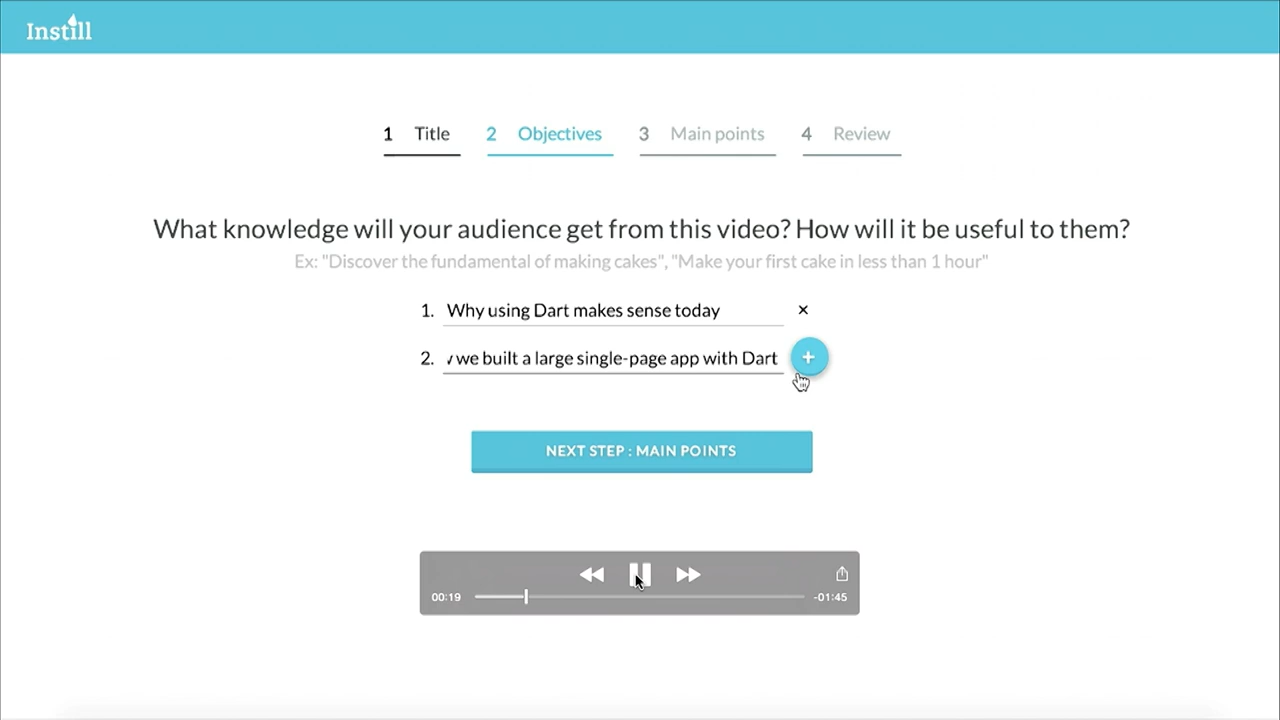 Instill
1 Title 2 Objectives 3 Main points 4 Review
What knowledge will your audience get from this video? How will it be useful to them?
Ex: "Discover the fundamental of making cakes", "Make your first cake in less than 1 hour"
1. Why using Dart makes sense today ×
2. we built a large single-page app with Dart +
NEXT STEP : MAIN POINTS
00:19 -01:45